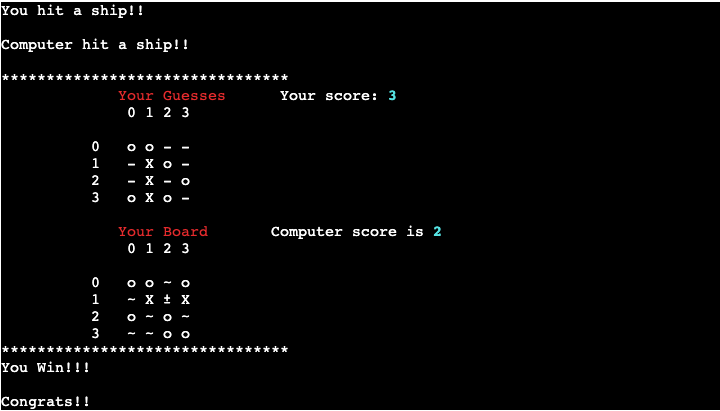 You hit a ship!!
Computer hit a ship!!
********************************
Your Guesses Your score: 3
0 1 2 3
0 o o - -
1 - X o -
2 - X - o
3 o X o -
Your Board Computer score is 2
0 1 2 3
0 o o ~ o
1 ~ X ± X
2 o ~ o ~
3 ~ ~ o o
********************************
You Win!!!
Congrats!!